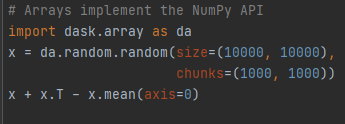 # Arrays implement the NumPy API
import dask.array as da
x = da.random.random(size=(10000, 10000),
                     chunks=(1000, 1000))
x + x.T - x.mean(axis=0)